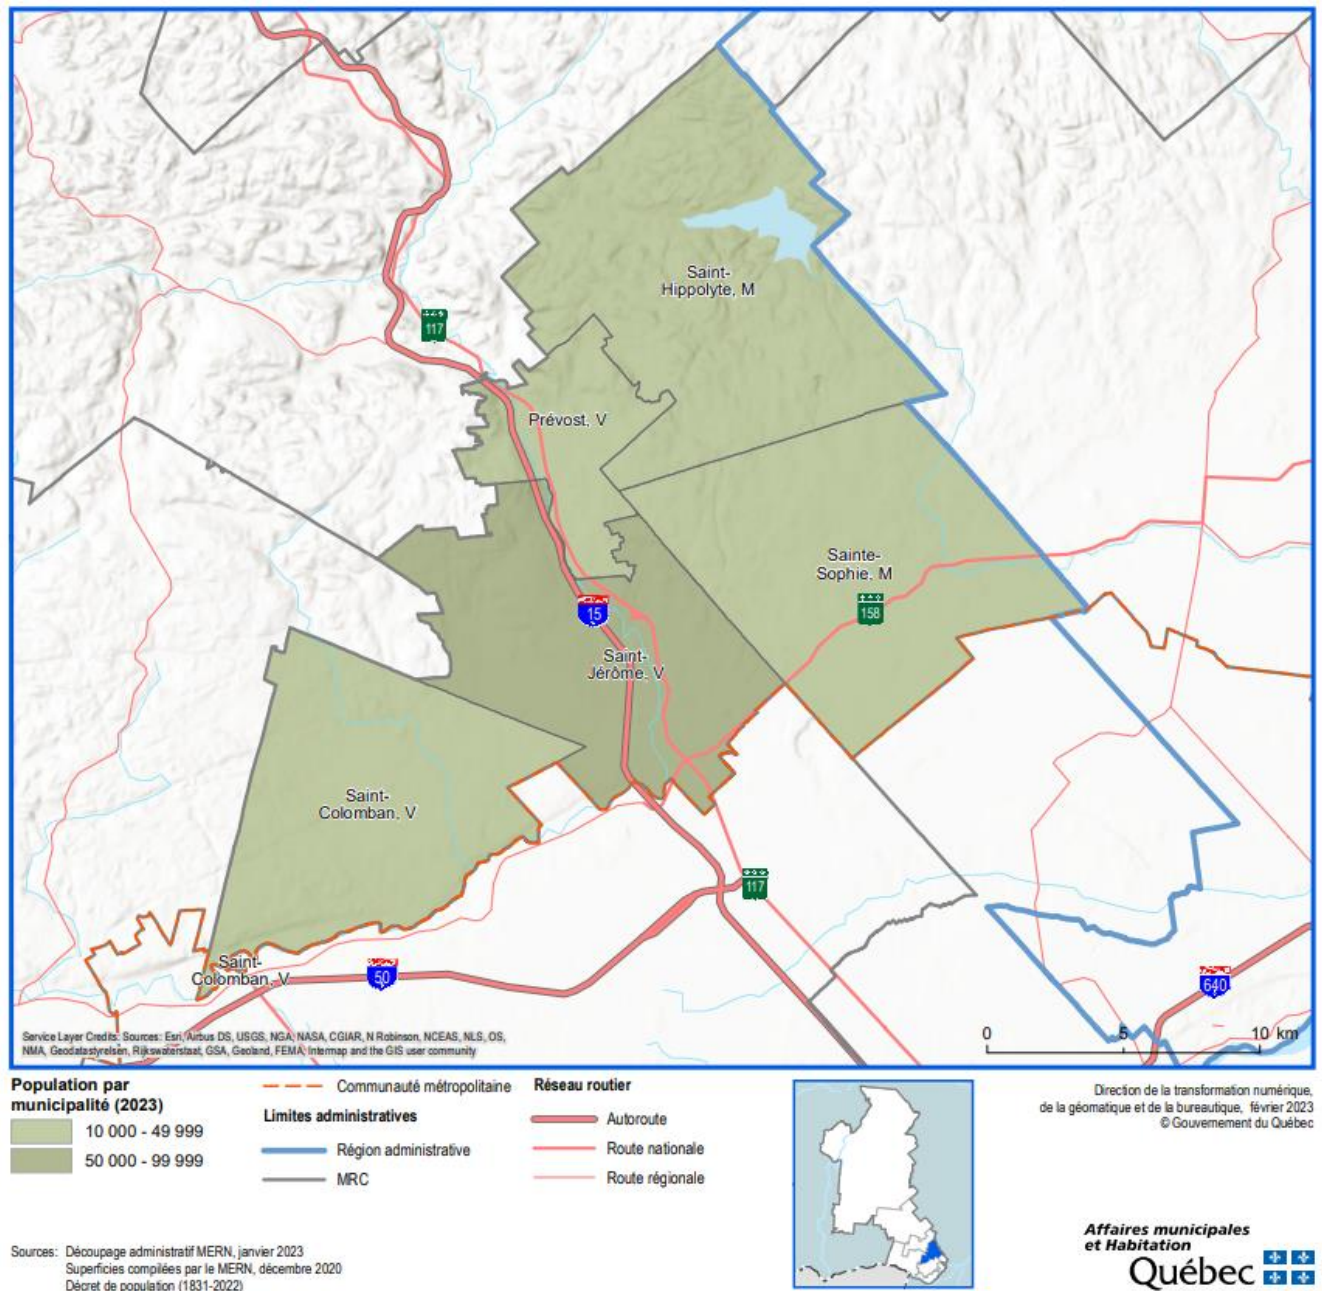 Saint-
Hippolyte, M
117
Prévost, V
Sainte-
Sophie, M
158
15
Saint-
Jérôme, V
Saint-
Colomban, V
117
Saint-
Colomban, V
50
640
0 5 10 km
Service Layer Credits: Sources: Esri, Airbus DS, USGS, NGA, NASA, CGIAR, N Robinson, NCEAS, NLS, OS,
NMA, Geodatastyrelsen, Rijkswaterstaat, GSA, Geoland, FEMA, Intermap and the GIS user community
Population par
municipalité (2023)
10 000 - 49 999
50 000 - 99 999
Communauté métropolitaine
Limites administratives
Région administrative
MRC
Réseau routier
Autoroute
Route nationale
Route régionale
Direction de la transformation numérique,
de la géomatique et de la bureautique, février 2023
© Gouvernement du Québec
Sources: Découpage administratif MERN, janvier 2023
Superficies compilées par le MERN, décembre 2020
Décret de population (1831-2022)
Affaires municipales
et Habitation
Québec